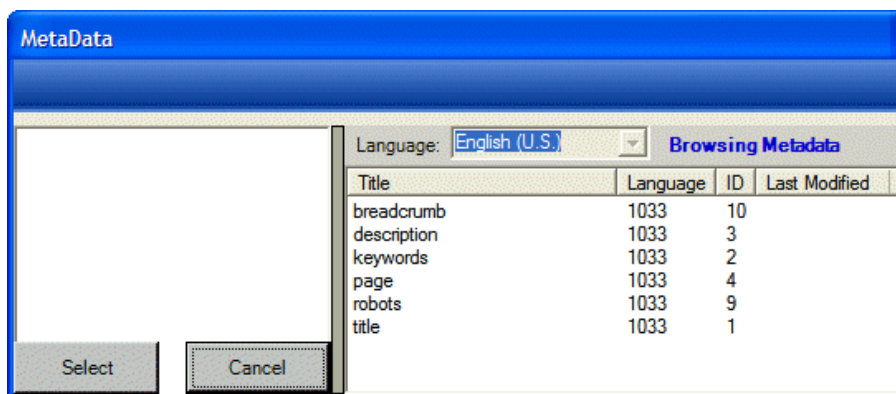 MetaData
Language: English (U.S.) Browsing Metadata
Title Language ID Last Modified
breadcrumb 1033 10
description 1033 3
keywords 1033 2
page 1033 4
robots 1033 9
title 1033 1
Select Cancel